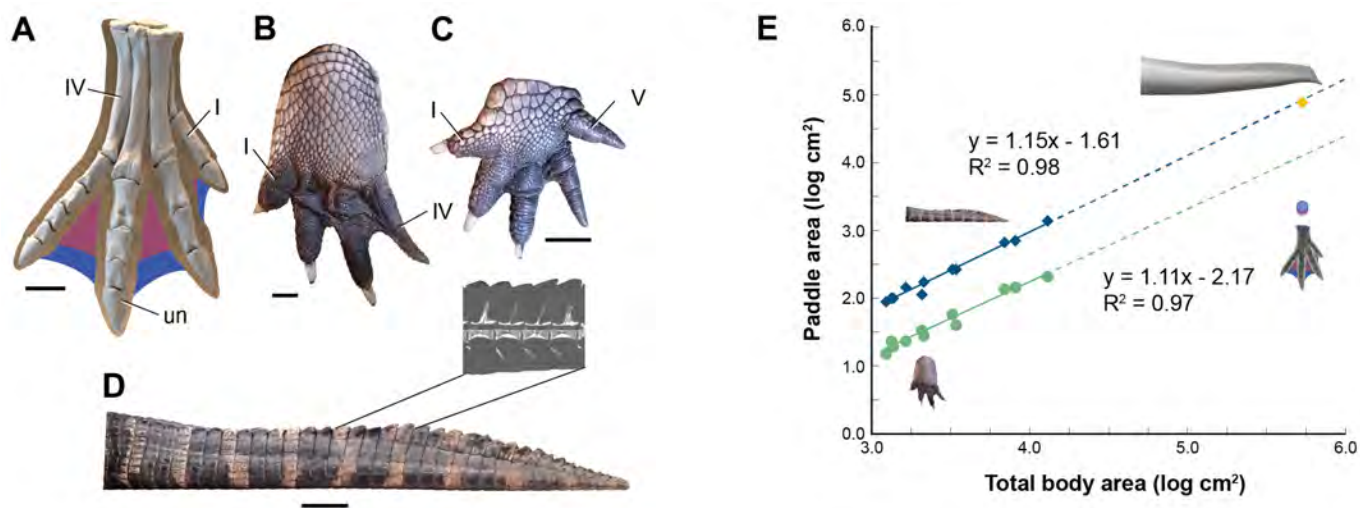 A
IV
I
un
B
I
IV
C
I
V
D
E
Paddle area (log cm²)
6.0
5.0
4.0
3.0
2.0
1.0
0.0
y = 1.15x - 1.61
R² = 0.98
y = 1.11x - 2.17
R² = 0.97
3.0 4.0 5.0 6.0
Total body area (log cm²)